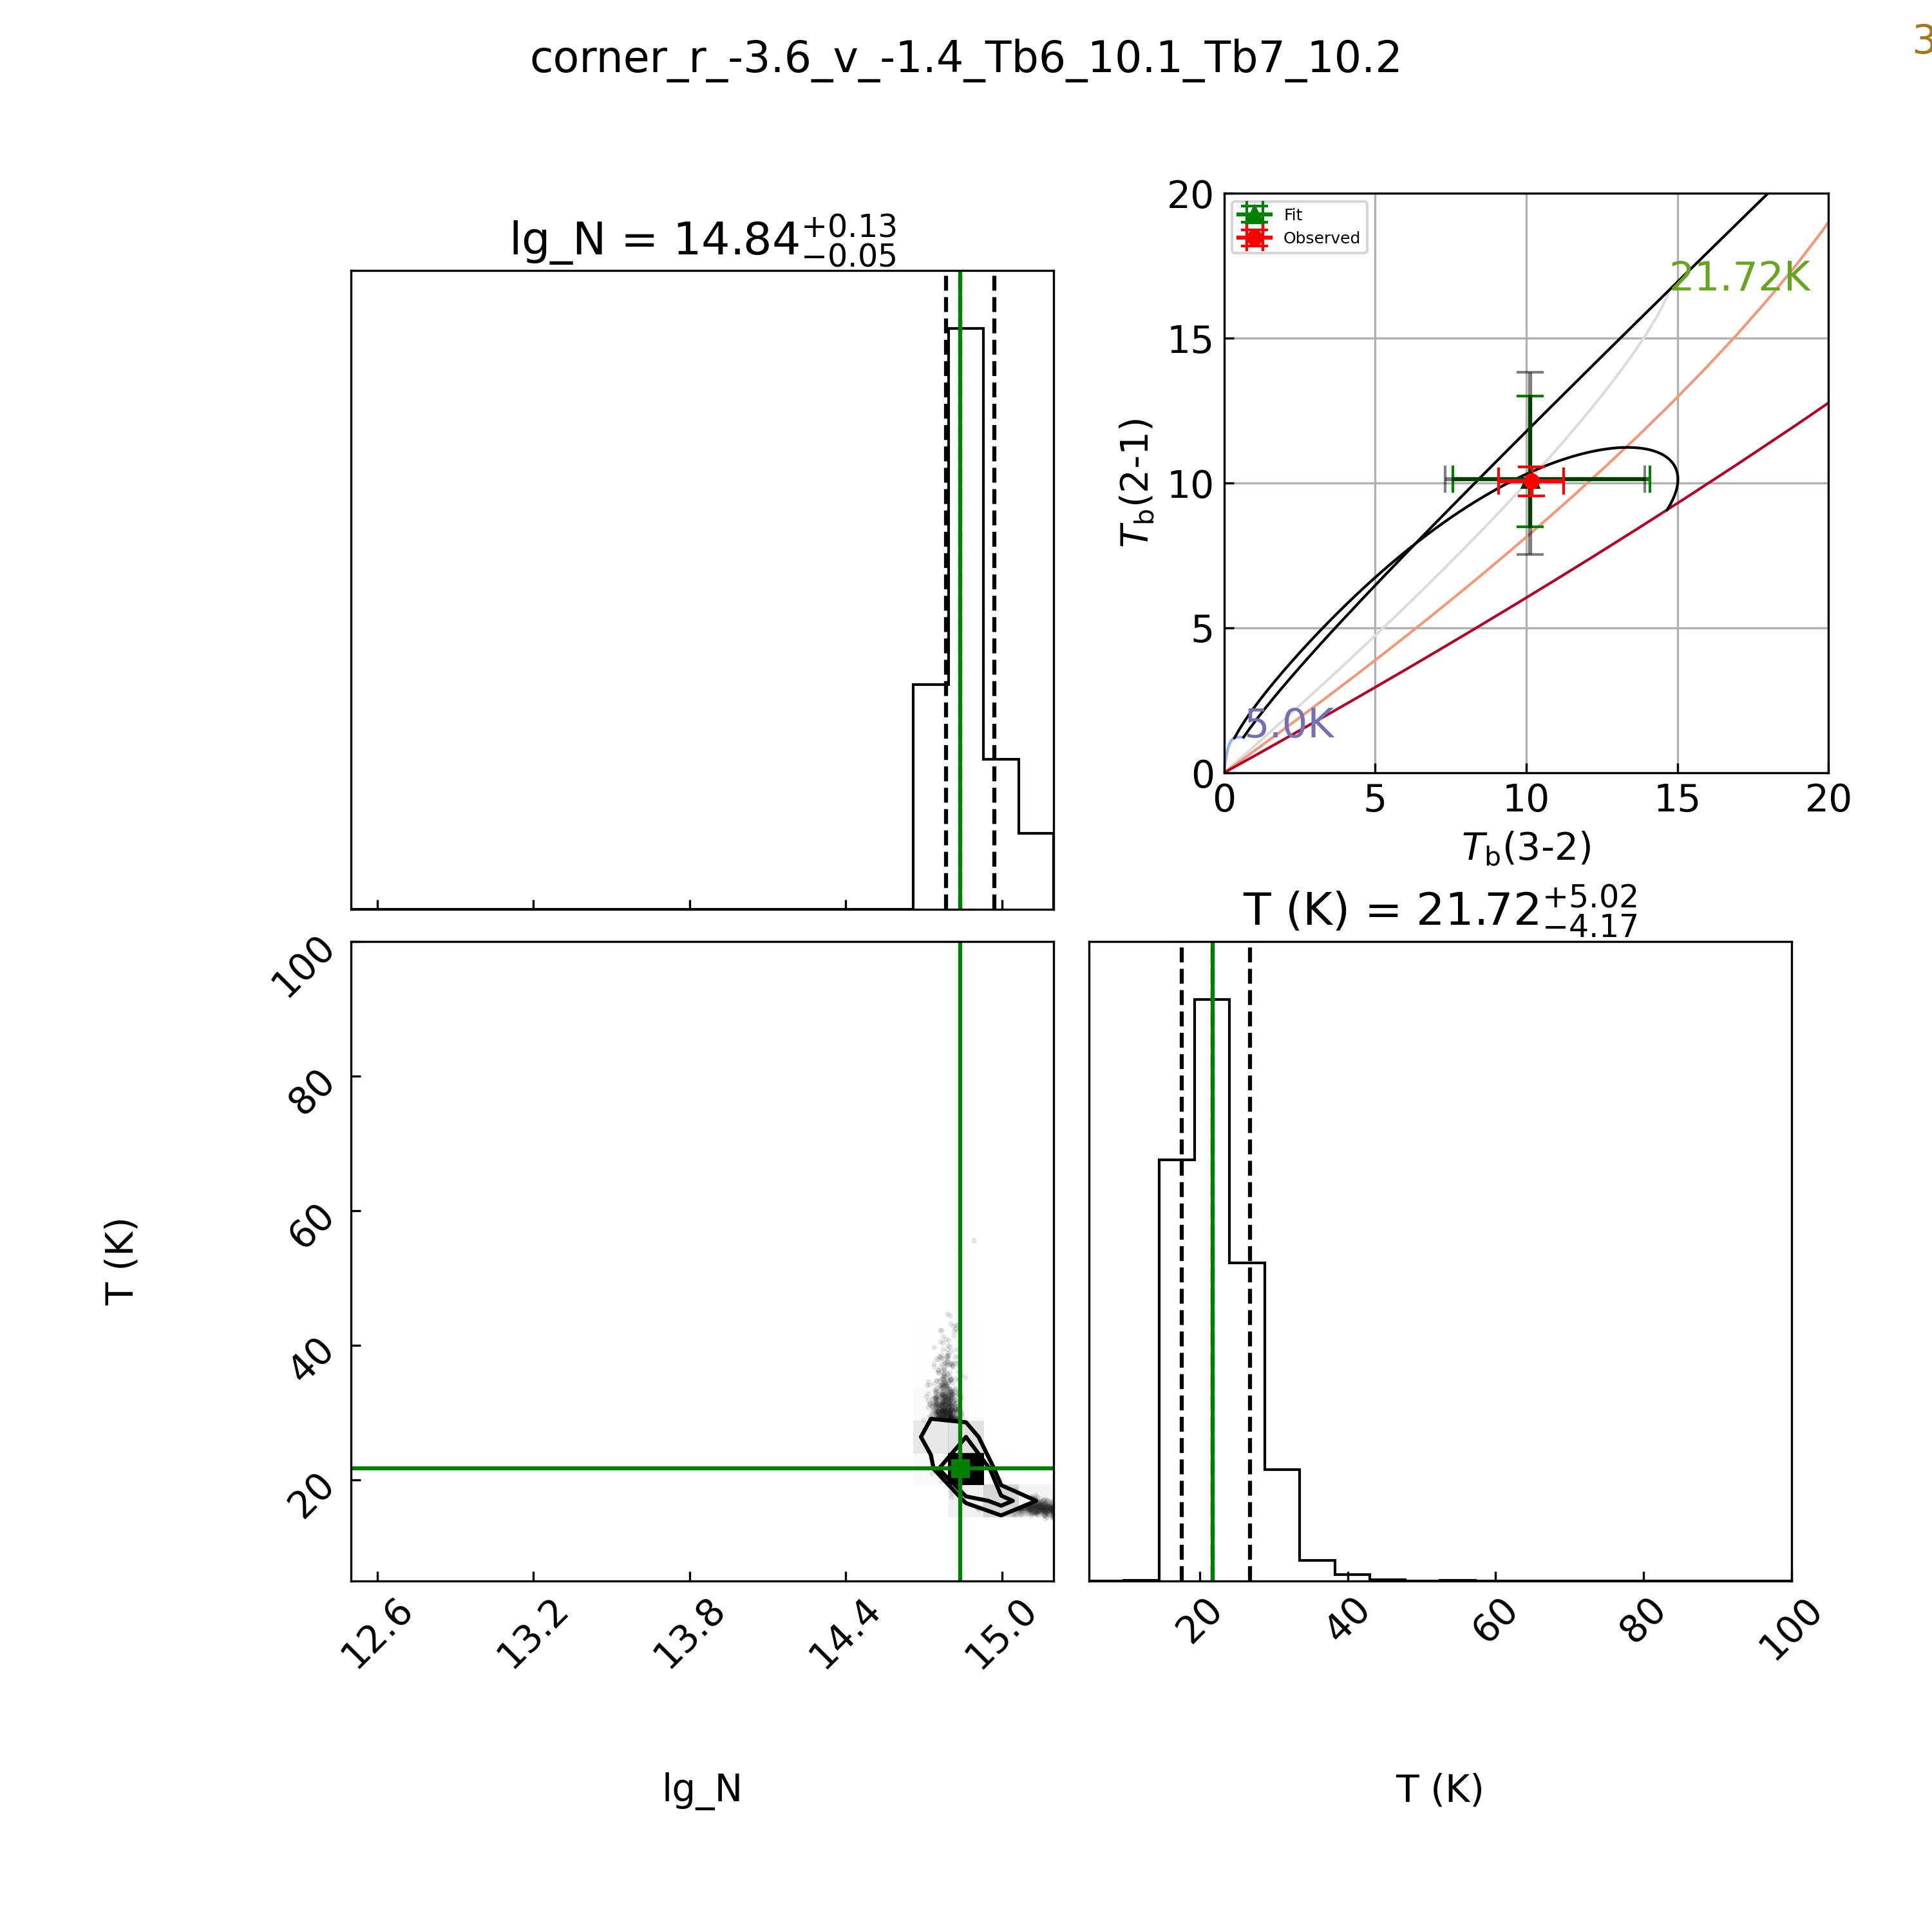 corner_r_-3.6_v_-1.4_Tb6_10.1_Tb7_10.2
3
lg_N = 14.84+0.13−0.05
20
15
10
5
0
Tb(2-1)
Fit
Observed
21.72K
5.0K
0 5 10 15 20
Tb(3-2)
T (K) = 21.72+5.02−4.17
100
80
60
40
20
T (K)
12.6 13.2 13.8 14.4 15.0
lg_N
20 40 60 80 100
T (K)